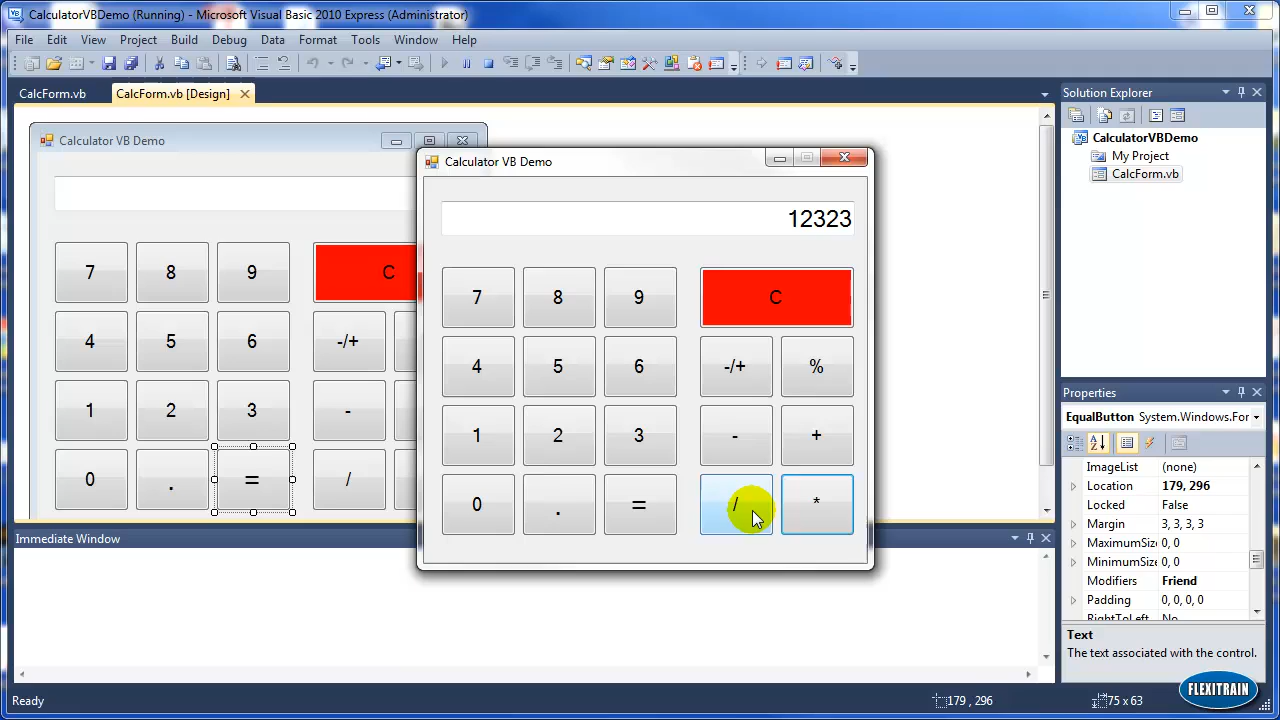 CalculatorVBDemo (Running) - Microsoft Visual Basic 2010 Express (Administrator)
File Edit View Project Build Debug Data Format Tools Window Help
CalcForm.vb CalcForm.vb [Design]
Calculator VB Demo
7 8 9 C
4 5 6 -/+
1 2 3 -
0 . = /
Calculator VB Demo
12323
7 8 9 C
4 5 6 -/+ %
1 2 3 - +
0 . = / *
Solution Explorer
CalculatorVBDemo
My Project
CalcForm.vb
Properties
EqualButton System.Windows.For
ImageList (none)
Location 179, 296
Locked False
Margin 3, 3, 3, 3
MaximumSize 0, 0
MinimumSize 0, 0
Modifiers Friend
Padding 0, 0, 0, 0
RightToLeft No
Text
The text associated with the control.
Immediate Window
Ready 179 , 296 75 x 63
FLEXITRAIN